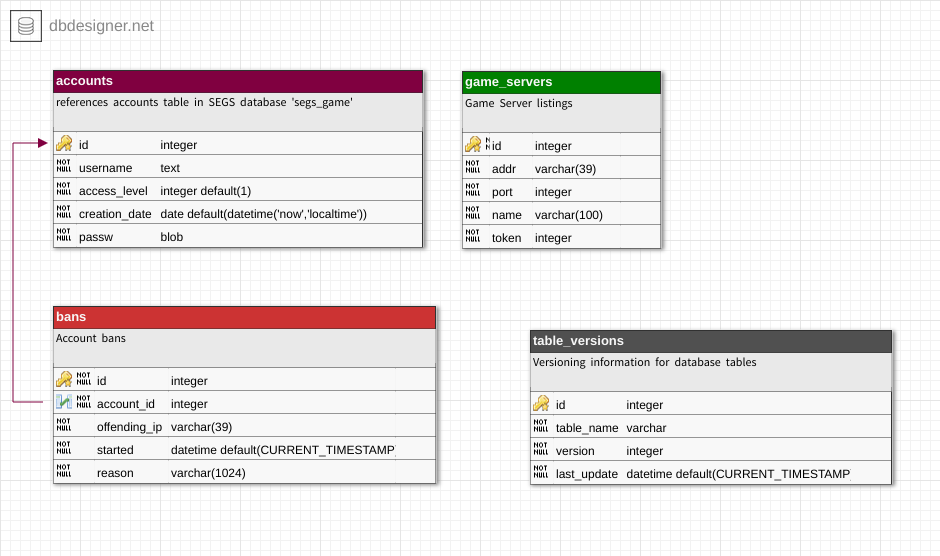 dbdesigner.net
accounts
references accounts table in SEGS database 'segs_game'
id integer
NOT NULL username text
NOT NULL access_level integer default(1)
NOT NULL creation_date date default(datetime('now','localtime'))
NOT NULL passw blob
game_servers
Game Server listings
id integer
NOT NULL addr varchar(39)
NOT NULL port integer
NOT NULL name varchar(100)
NOT NULL token integer
bans
Account bans
NOT NULL id integer
NOT NULL account_id integer
NOT NULL offending_ip varchar(39)
NOT NULL started datetime default(CURRENT_TIMESTAMP
NOT NULL reason varchar(1024)
table_versions
Versioning information for database tables
id integer
NOT NULL table_name varchar
NOT NULL version integer
NOT NULL last_update datetime default(CURRENT_TIMESTAMP